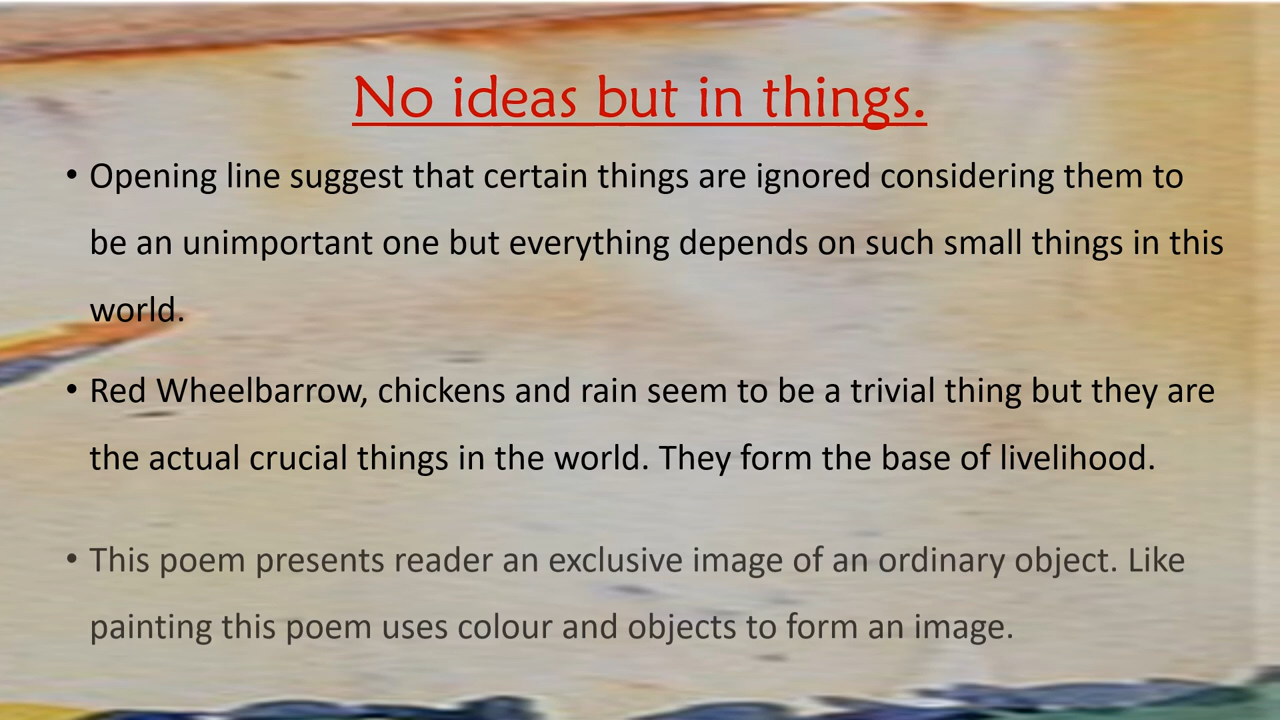 No ideas but in things.
• Opening line suggest that certain things are ignored considering them to
be an unimportant one but everything depends on such small things in this
world.
• Red Wheelbarrow, chickens and rain seem to be a trivial thing but they are
the actual crucial things in the world. They form the base of livelihood.
• This poem presents reader an exclusive image of an ordinary object. Like
painting this poem uses colour and objects to form an image.